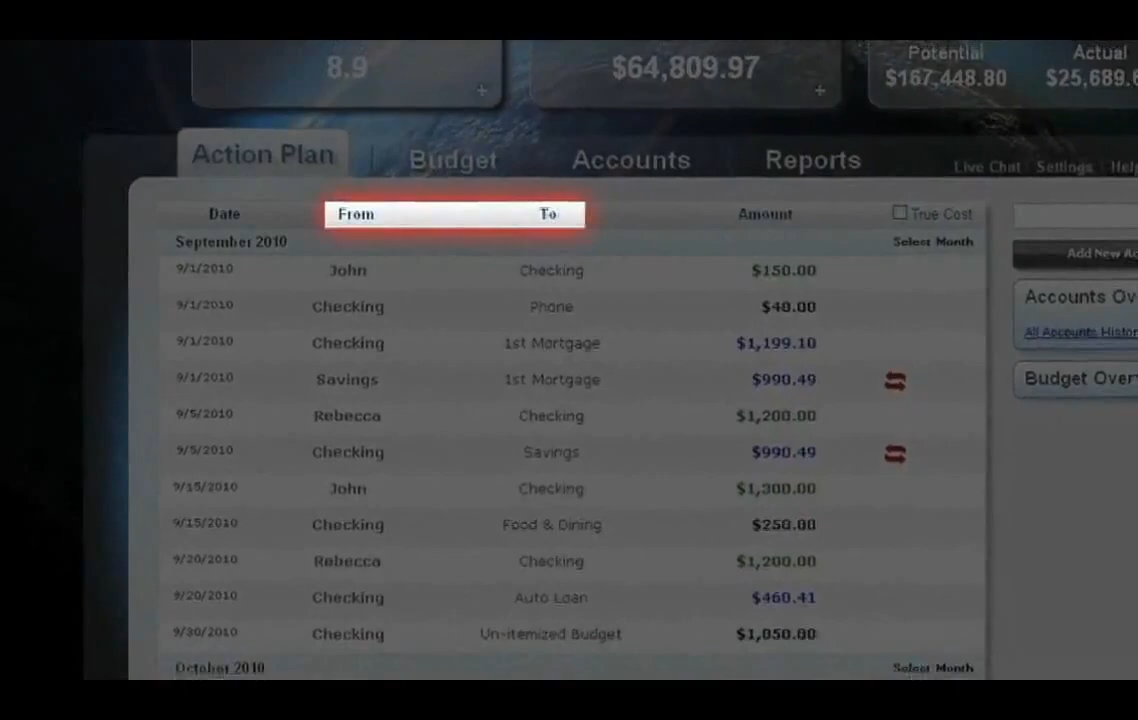 8.9 $64,809.97 Potential Actual
+ + $167,448.80
Action Plan Budget Accounts Reports Live Chat Settings
Date From To Amount True Cost
September 2010 Select Month
9/1/2010 John Checking $150.00
9/1/2010 Checking Phone $40.00
9/1/2010 Checking 1st Mortgage $1,199.10
9/1/2010 Savings 1st Mortgage $990.49
9/5/2010 Rebecca Checking $1,200.00
9/5/2010 Checking Savings $990.49
9/15/2010 John Checking $1,300.00
9/15/2010 Checking Food & Dining $250.00
9/20/2010 Rebecca Checking $1,200.00
9/20/2010 Checking Auto Loan $460.41
9/30/2010 Checking Un-itemized Budget $1,050.00
October 2010 Select Month
Add New
Accounts
All Accounts
Budget